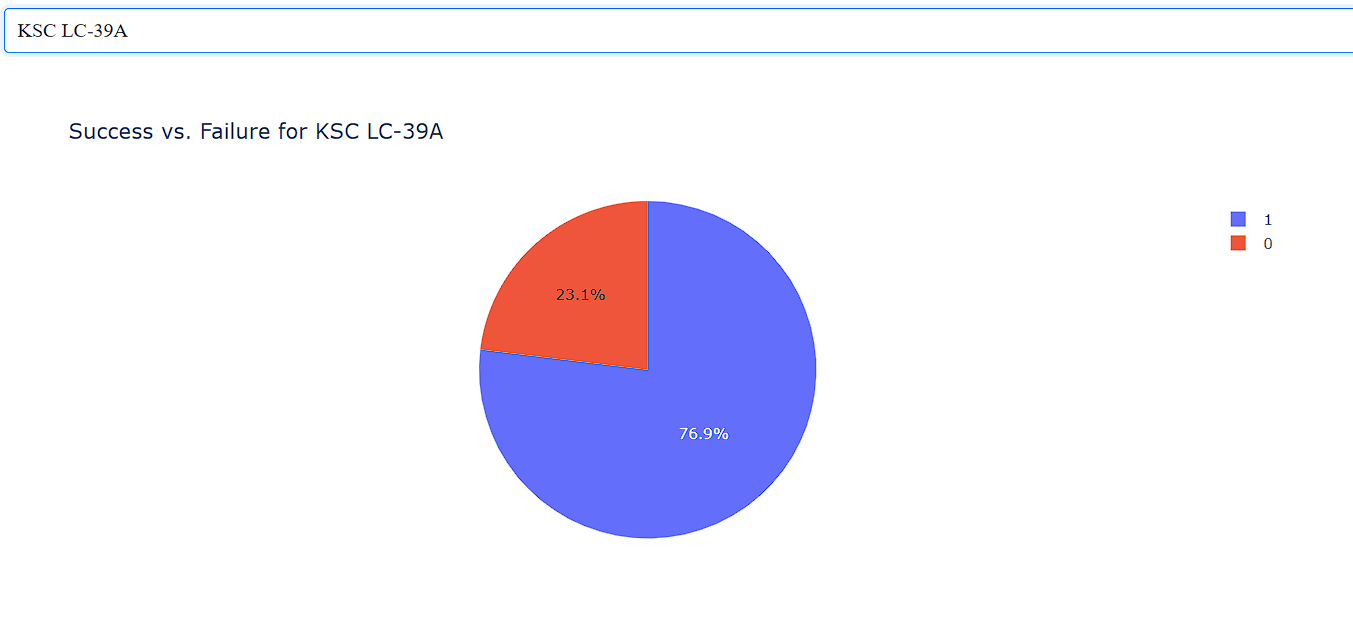 KSC LC-39A
Success vs. Failure for KSC LC-39A
1
0
23.1%
76.9%